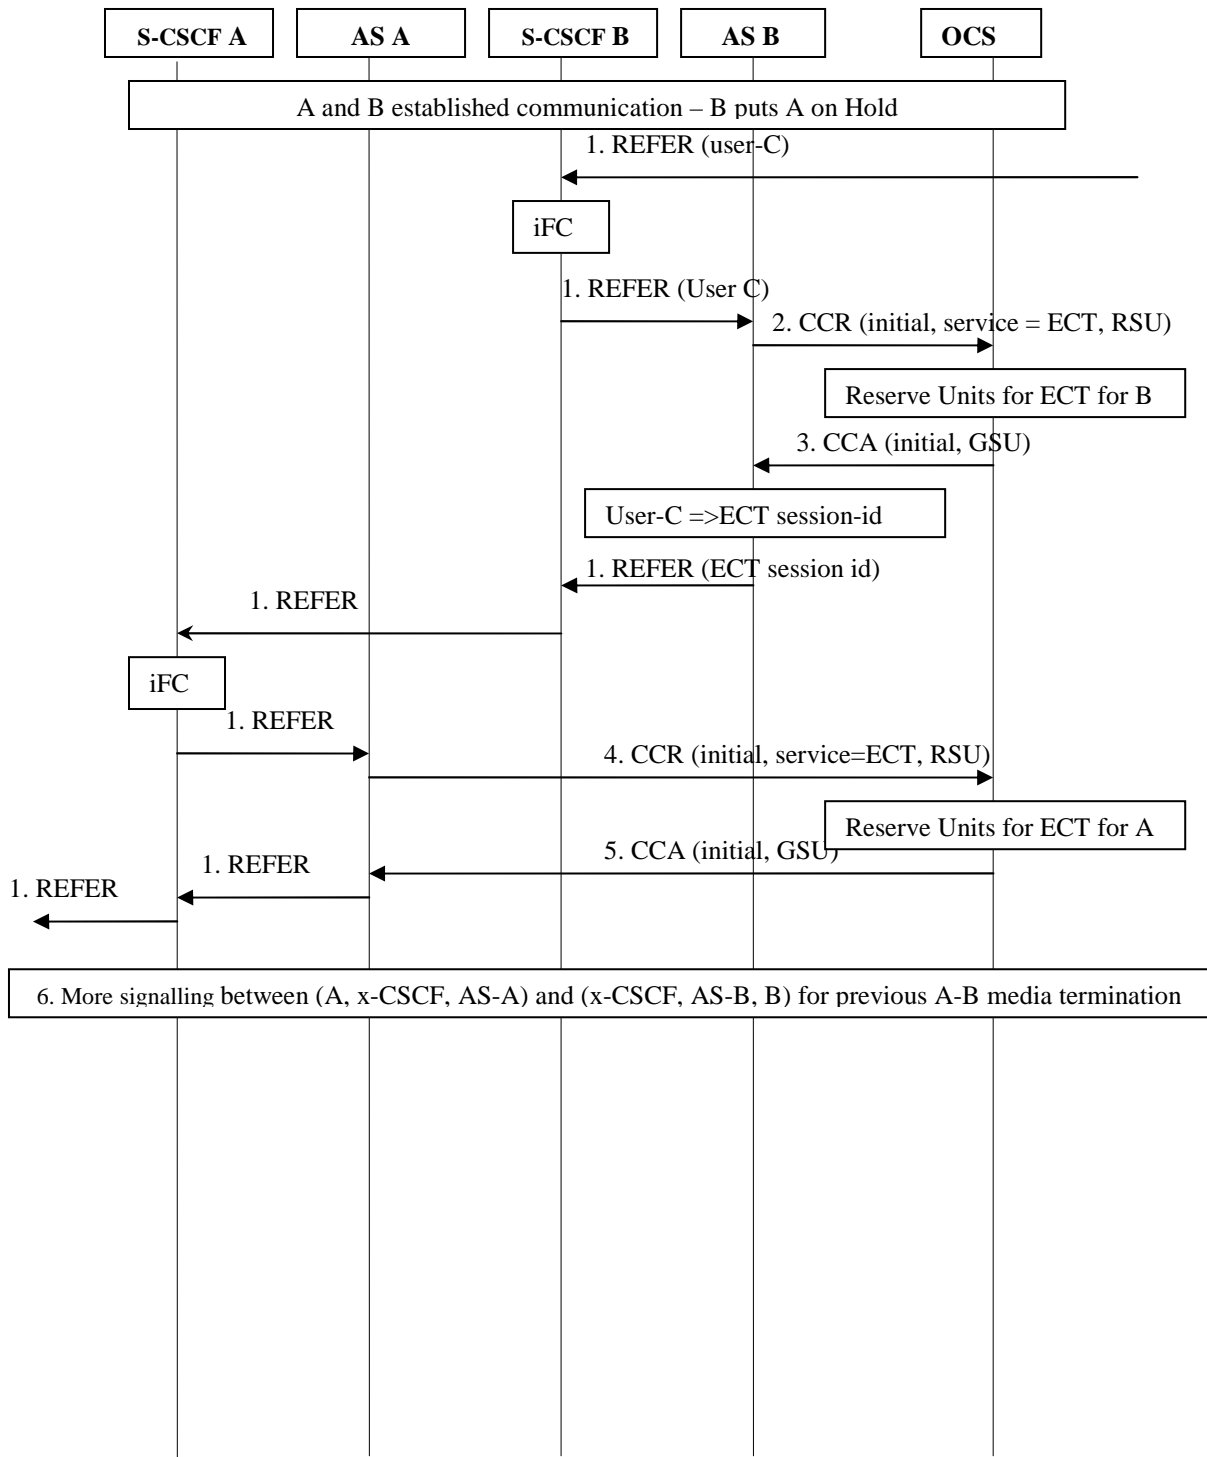 S-CSCF A
AS A
S-CSCF B
AS B
OCS
A and B established communication – B puts A on Hold
1. REFER (user-C)
iFC
1. REFER (User C)
2. CCR (initial, service = ECT, RSU)
Reserve Units for ECT for B
3. CCA (initial, GSU)
User-C =>ECT session-id
1. REFER (ECT session id)
1. REFER
iFC
1. REFER
4. CCR (initial, service=ECT, RSU)
Reserve Units for ECT for A
5. CCA (initial, GSU)
1. REFER
1. REFER
6. More signalling between (A, x-CSCF, AS-A) and (x-CSCF, AS-B, B) for previous A-B media termination